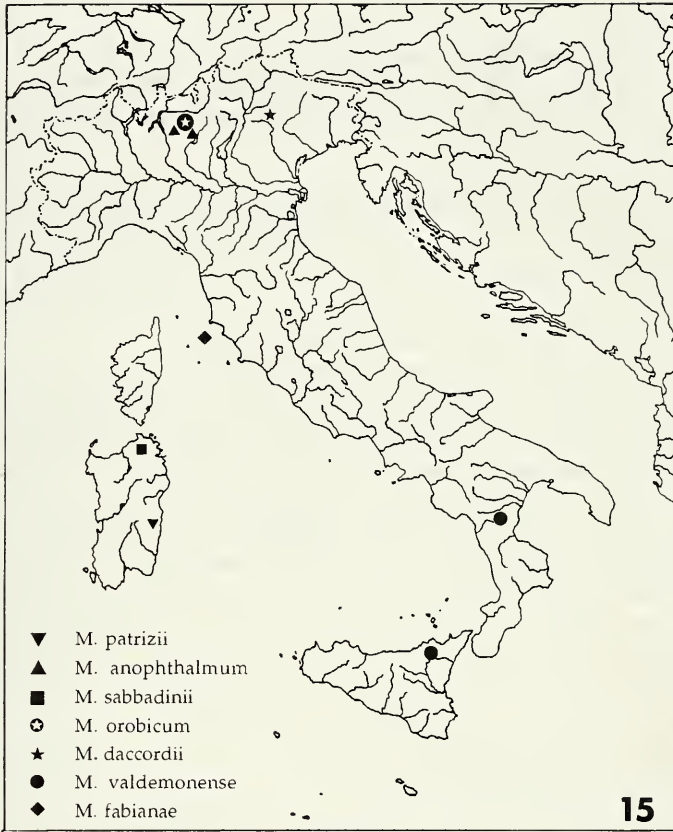 M. patrizii
M. anophthalmum
M. sabbadinii
M. orobicum
M. daccordii
M. valdemonense
M. fabianae
15